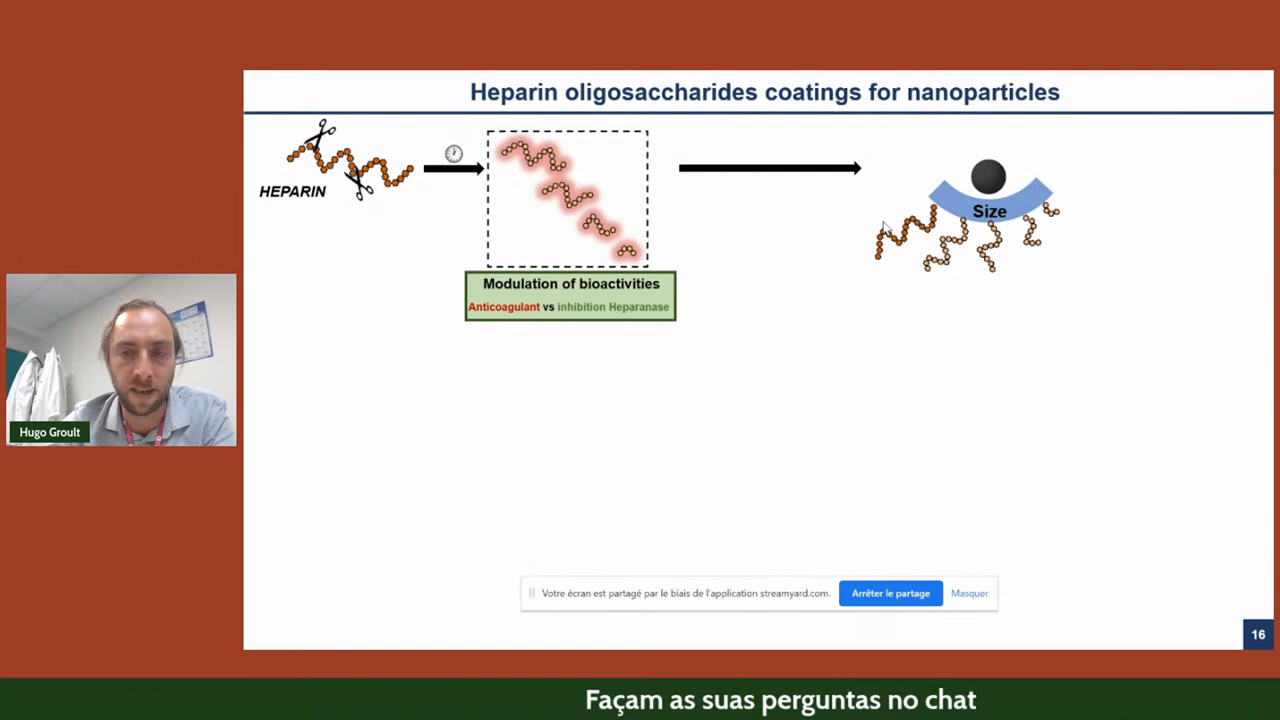 Heparin oligosaccharides coatings for nanoparticles
HEPARIN
Size
Modulation of bioactivities
Anticoagulant vs inhibition Heparanase
Hugo Groult
Votre écran est partagé par le biais de l'application streamyard.com.
Arrêter le partage
Masquer
16
Façam as suas perguntas no chat